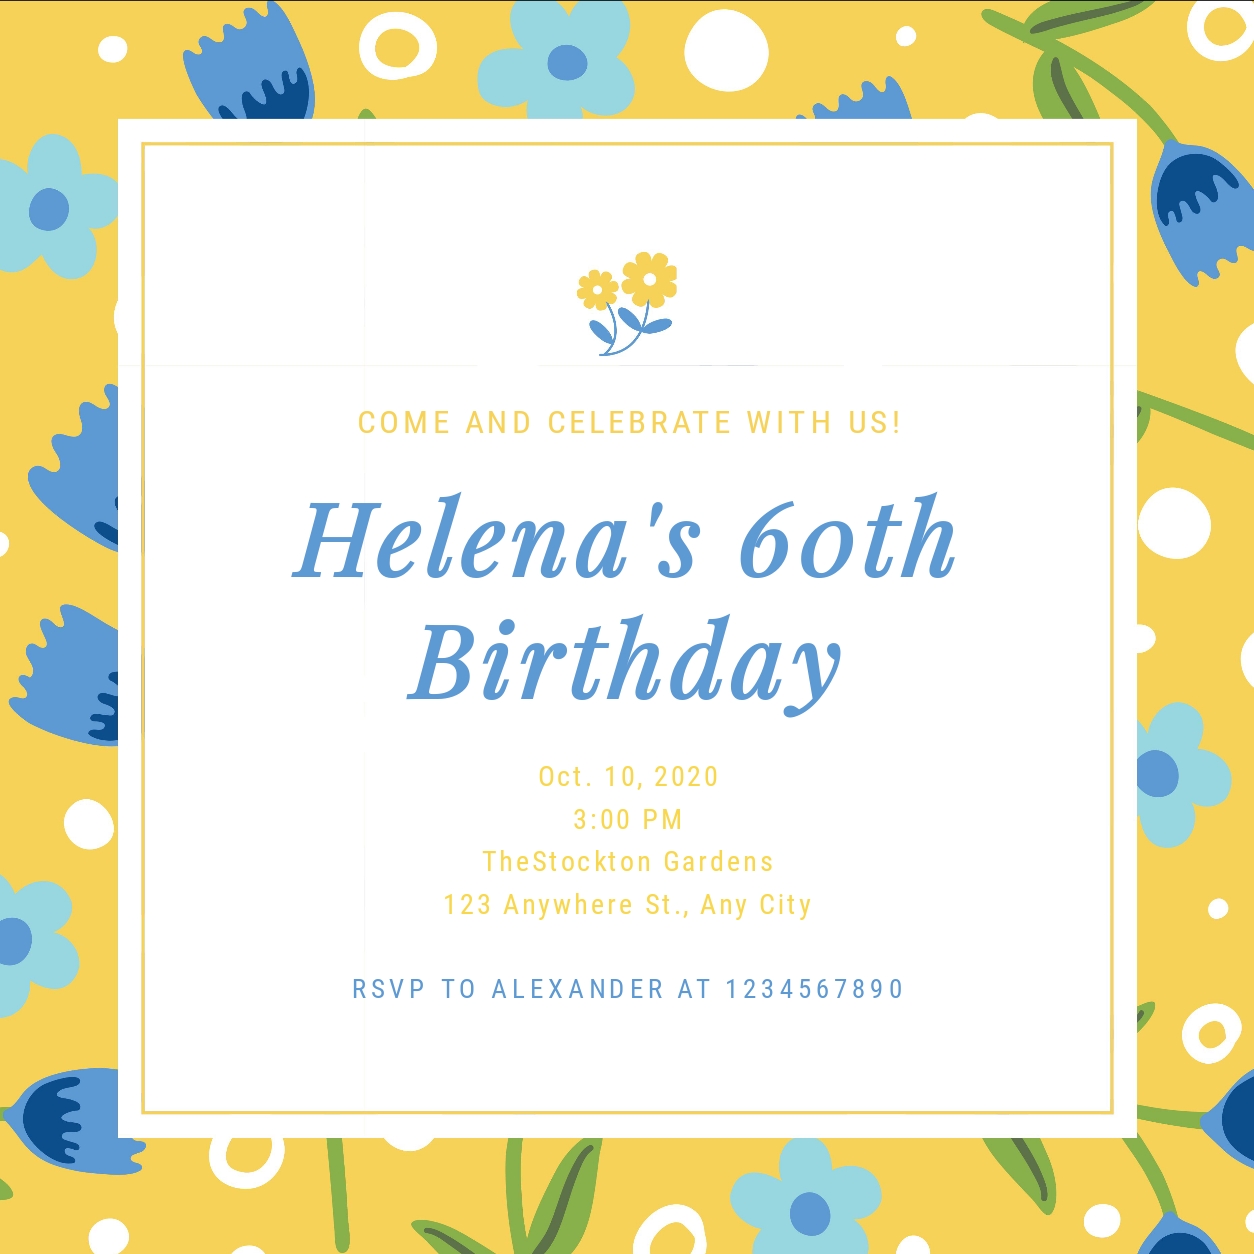 COME AND CELEBRATE WITH US!
Helena's 60th
Birthday
Oct. 10, 2020
3:00 PM
TheStockton Gardens
123 Anywhere St., Any City
RSVP TO ALEXANDER AT 1234567890